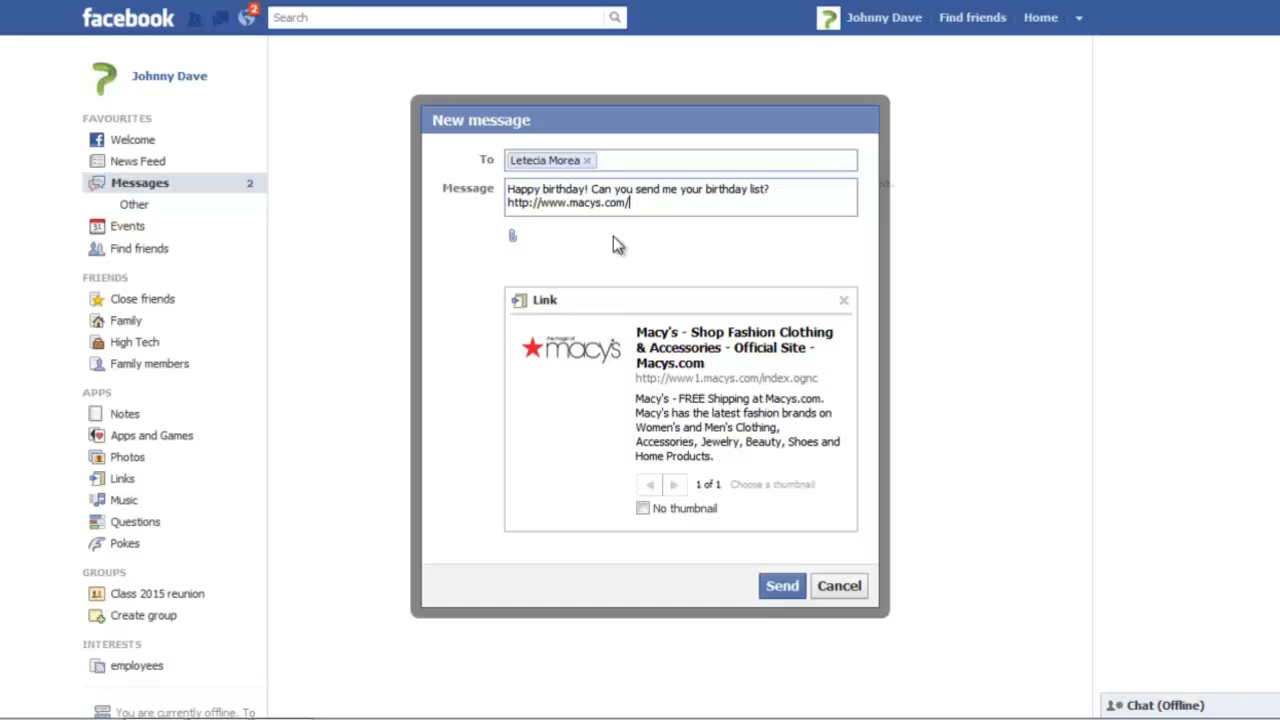 facebook
2
Search
Johnny Dave
Find friends
Home
Johnny Dave
FAVOURITES
Welcome
News Feed
Messages 2
Other
31 Events
Find friends
FRIENDS
Close friends
Family
High Tech
Family members
APPS
Notes
Apps and Games
Photos
Links
Music
Questions
Pokes
GROUPS
Class 2015 reunion
Create group
INTERESTS
employees
You are currently offline. To
New message
To Letecia Morea
Message Happy birthday! Can you send me your birthday list?
http://www.macys.com/
Link
the magic of
macy's
Macy's - Shop Fashion Clothing
& Accessories - Official Site -
Macys.com
http://www1.macys.com/index.ognc
Macy's - FREE Shipping at Macys.com.
Macy's has the latest fashion brands on
Women's and Men's Clothing,
Accessories, Jewelry, Beauty, Shoes and
Home Products.
1 of 1 Choose a thumbnail
No thumbnail
Send
Cancel
Chat (Offline)